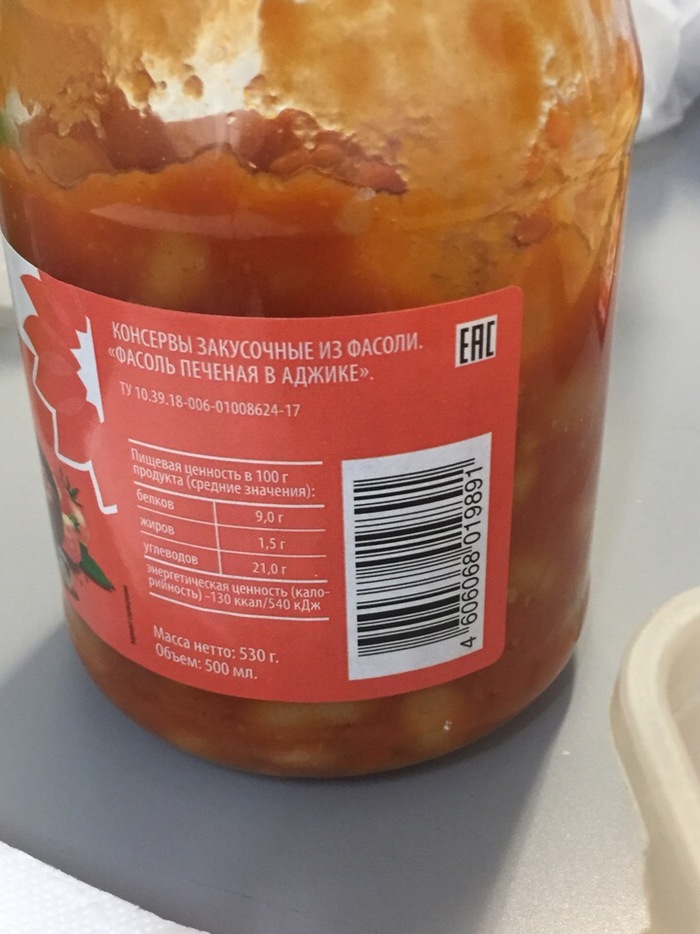 КОНСЕРВЫ ЗАКУСОЧНЫЕ ИЗ ФАСОЛИ.
«ФАСОЛЬ ПЕЧЕНАЯ В АДЖИКЕ».
ТУ 10.39.18-006-01008624-17
EAC
Пищевая ценность в 100 г
продукта (средние значения):
белков 9,0 г
жиров 1,5 г
углеводов 21,0 г
энергетическая ценность (кало-
рийность) -130 ккал/540 кДж
Масса нетто: 530 г.
Объем: 500 мл.
4 606068 019891